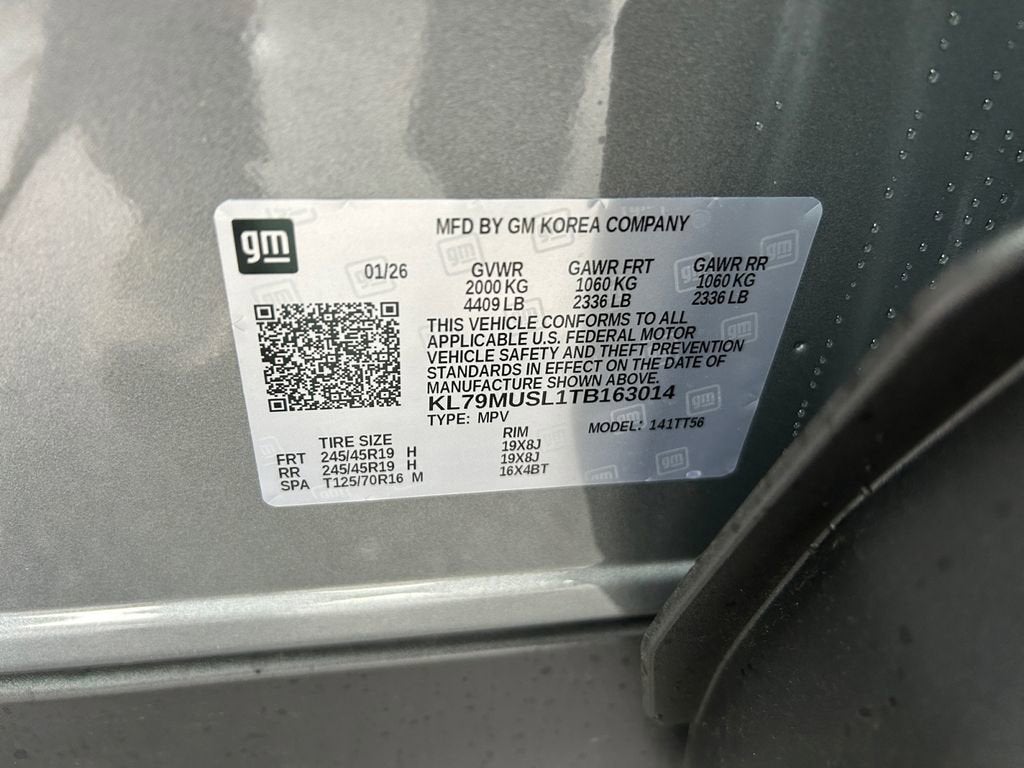 gm
MFD BY GM KOREA COMPANY
01/26
GVWR GAWR FRT GAWR RR
2000 KG 1060 KG 1060 KG
4409 LB 2336 LB 2336 LB
THIS VEHICLE CONFORMS TO ALL
APPLICABLE U.S. FEDERAL MOTOR
VEHICLE SAFETY AND THEFT PREVENTION
STANDARDS IN EFFECT ON THE DATE OF
MANUFACTURE SHOWN ABOVE.
KL79MUSL1TB163014
TYPE: MPV MODEL: 141TT56
TIRE SIZE RIM
FRT 245/45R19 H 19X8J
RR 245/45R19 H 19X8J
SPA T125/70R16 M 16X4BT